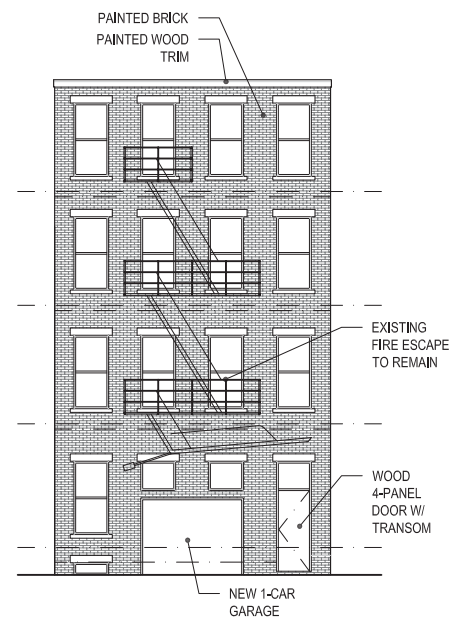 PAINTED BRICK
PAINTED WOOD
TRIM
EXISTING
FIRE ESCAPE
TO REMAIN
WOOD
4-PANEL
DOOR W/
TRANSOM
NEW 1-CAR
GARAGE